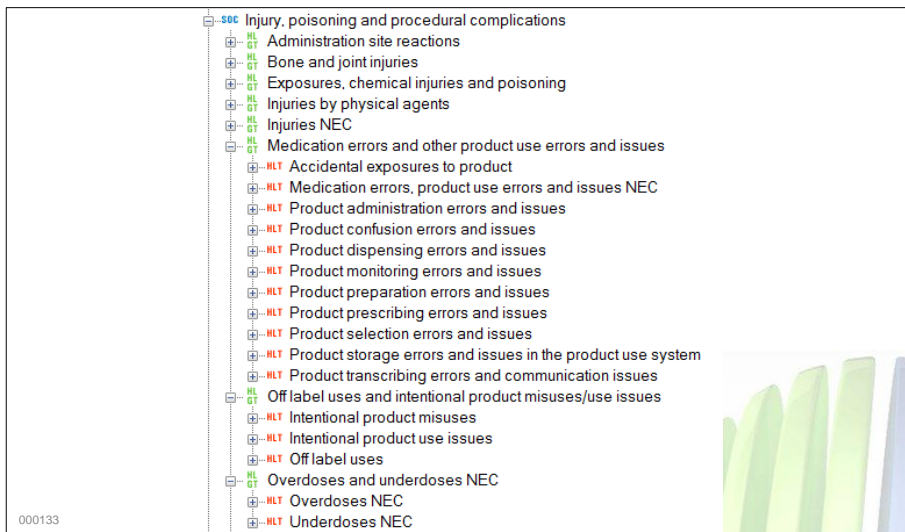 SOC Injury, poisoning and procedural complications
HLGT Administration site reactions
HLGT Bone and joint injuries
HLGT Exposures, chemical injuries and poisoning
HLGT Injuries by physical agents
HLGT Injuries NEC
HLGT Medication errors and other product use errors and issues
HLT Accidental exposures to product
HLT Medication errors, product use errors and issues NEC
HLT Product administration errors and issues
HLT Product confusion errors and issues
HLT Product dispensing errors and issues
HLT Product monitoring errors and issues
HLT Product preparation errors and issues
HLT Product prescribing errors and issues
HLT Product selection errors and issues
HLT Product storage errors and issues in the product use system
HLT Product transcribing errors and communication issues
HLGT Off label uses and intentional product misuses/use issues
HLT Intentional product misuses
HLT Intentional product use issues
HLT Off label uses
HLGT Overdoses and underdoses NEC
HLT Overdoses NEC
HLT Underdoses NEC
000133